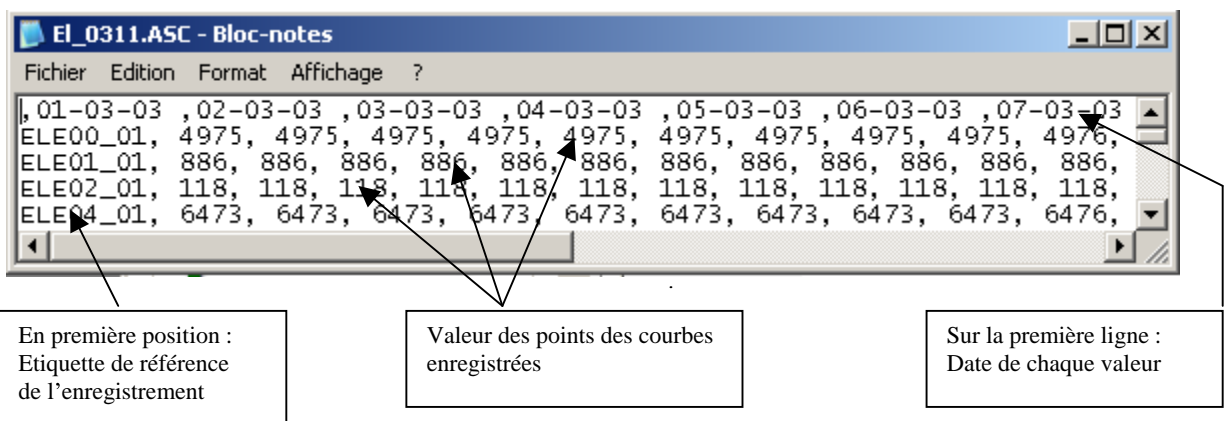 El_0311.ASC - Bloc-notes
Fichier Edition Format Affichage ?
,01-03-03 ,02-03-03 ,03-03-03 ,04-03-03 ,05-03-03 ,06-03-03 ,07-03-03
ELE00_01, 4975, 4975, 4975, 4975, 4975, 4975, 4975, 4975, 4975, 4976,
ELE01_01, 886, 886, 886, 886, 886, 886, 886, 886, 886, 886, 886, 886,
ELE02_01, 118, 118, 118, 118, 118, 118, 118, 118, 118, 118, 118, 118,
ELE04_01, 6473, 6473, 6473, 6473, 6473, 6473, 6473, 6473, 6473, 6476,
En première position :
Etiquette de référence
de l'enregistrement
Valeur des points des courbes
enregistrées
Sur la première ligne :
Date de chaque valeur